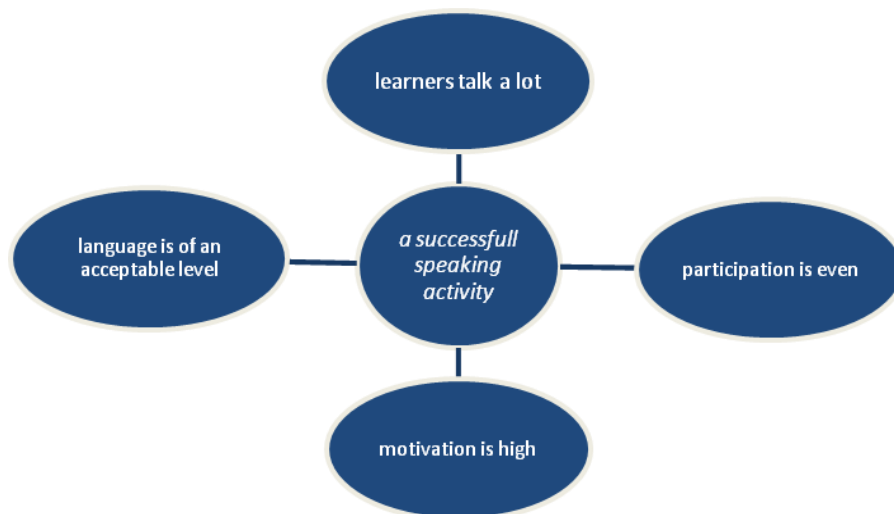 learners talk a lot
language is of an
acceptable level
a successfull
speaking
activity
participation is even
motivation is high